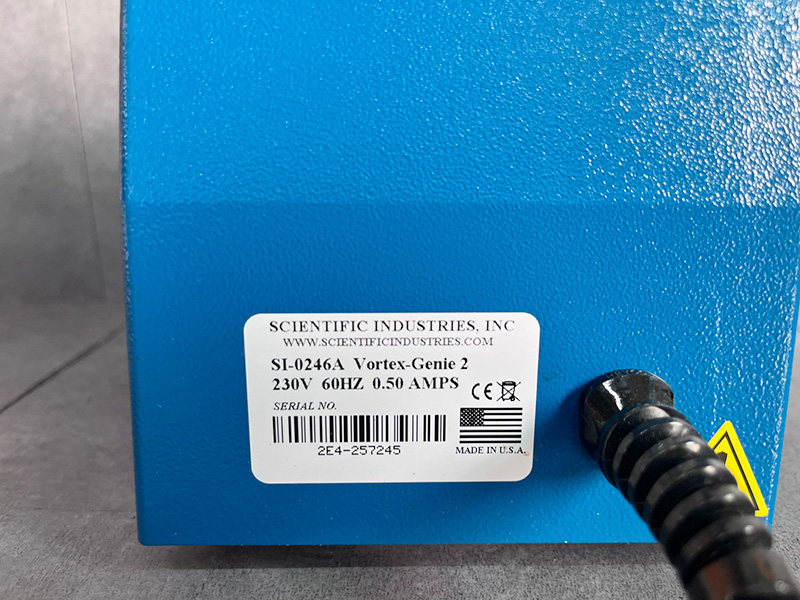 SCIENTIFIC INDUSTRIES, INC
WWW.SCIENTIFICINDUSTRIES.COM
SI-0246A Vortex-Genie 2
230V 60HZ 0.50 AMPS
CE
SERIAL NO.
2E4-257245
MADE IN U.S.A.